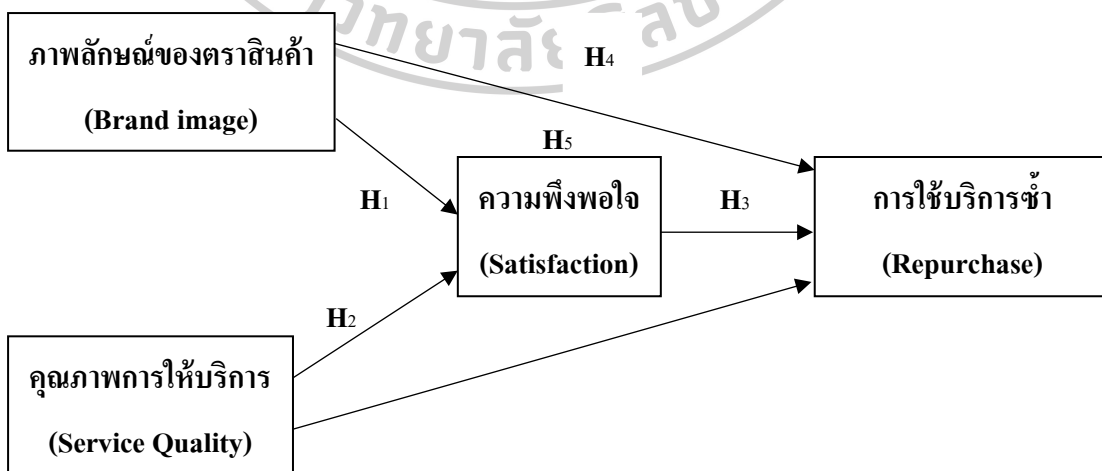 ภาพลักษณ์ของตราสินค้า
(Brand image)
H4
H5
H1
ความพึงพอใจ
(Satisfaction)
H3
การใช้บริการซ้ำ
(Repurchase)
H2
คุณภาพการให้บริการ
(Service Quality)